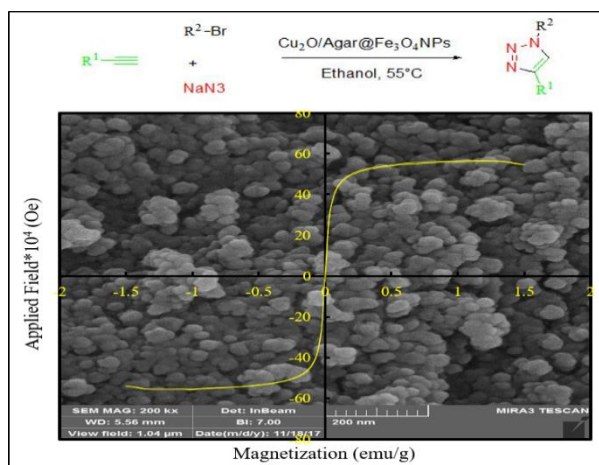 R²-Br
R¹
+
NaN3
Cu₂O/Agar@Fe₃O₄NPs
Ethanol, 55°C
R²
N
N
N
R¹
80
60
40
20
0
2 -1.5 -1 -0.5 0 0.5 1 1.5 2
-20
-40
-60
80
Applied Field*10⁴ (Oe)
SEM MAG: 200 kx Det: InBeam MIRA3 TESCAN
WD: 5.56 mm BI: 7.00 200 nm
View field: 1.04 µm Date(m/d/y): 11/18/17
Magnetization (emu/g)